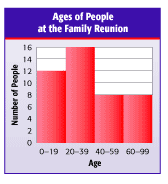 Ages of People
at the Family Reunion
Number of People
16
14
12
10
8
6
4
2
0
0–19 20–39 40–59 60–99
Age